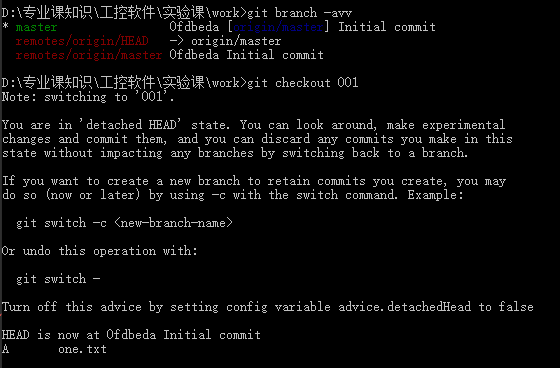 D:\专业课知识\工控软件\实验课\work>git branch -avv
* master                Ofdbeda [origin/master] Initial commit
  remotes/origin/HEAD   -> origin/master
  remotes/origin/master Ofdbeda Initial commit
D:\专业课知识\工控软件\实验课\work>git checkout 001
Note: switching to '001'.
You are in 'detached HEAD' state. You can look around, make experimental
changes and commit them, and you can discard any commits you make in this
state without impacting any branches by switching back to a branch.
If you want to create a new branch to retain commits you create, you may
do so (now or later) by using -c with the switch command. Example:
  git switch -c <new-branch-name>
Or undo this operation with:
  git switch -
Turn off this advice by setting config variable advice.detachedHead to false
HEAD is now at 0fdbeda Initial commit
A       one.txt